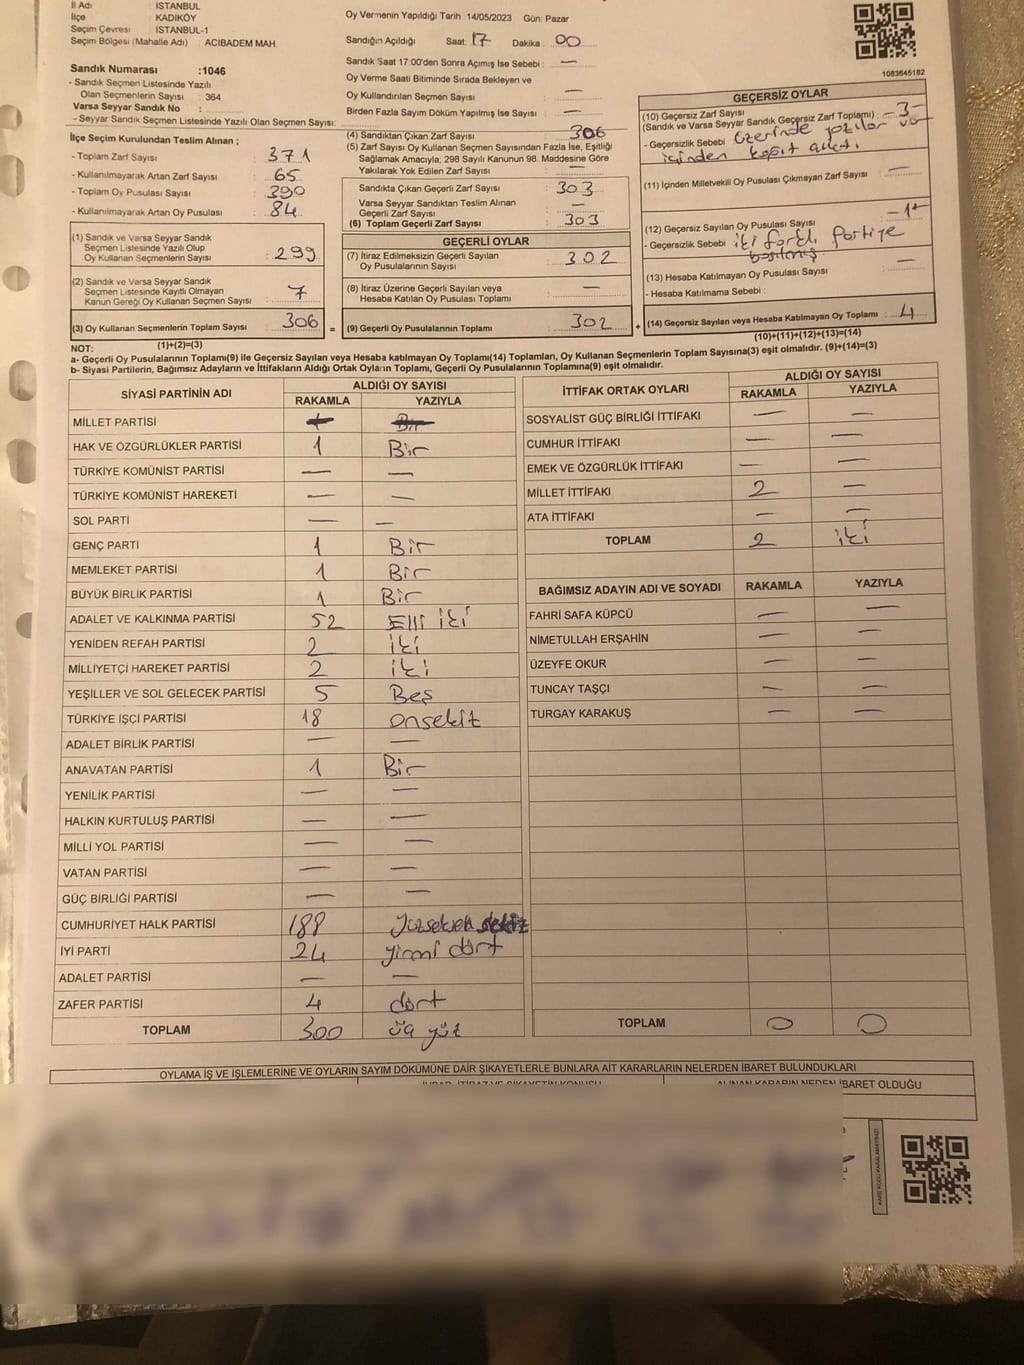 İl Adı : İSTANBUL
İlçe KADIKÖY
Seçim Çevresi İSTANBUL-1
Seçim Bölgesi (Mahalle Adı) : ACIBADEM MAH.
Sandık Numarası :1046
- Sandık Seçmen Listesinde Yazılı
Olan Seçmenlerin Sayısı : 364
Varsa Seyyar Sandık No :
- Seyyar Sandık Seçmen Listesinde Yazılı Olan Seçmen Sayısı:
Oy Vermenin Yapıldığı Tarih :14/05/2023 Gün: Pazar
Sandığın Açıldığı Saat: 17 Dakika : 00
Sandık Saat 17:00'den Sonra Açımış İse Sebebi : —
Oy Verme Saati Bitiminde Sırada Bekleyen ve
Oy Kullandırılan Seçmen Sayısı : —
Birden Fazla Sayım Döküm Yapılmış İse Sayısı : —
1083645182
İlçe Seçim Kurulundan Teslim Alınan ;
- Toplam Zarf Sayısı : 371
- Kullanılmayarak Artan Zarf Sayısı : 65
- Toplam Oy Pusulası Sayısı : 390
- Kullanılmayarak Artan Oy Pusulası : 84
(1) Sandık ve Varsa Seyyar Sandık
Seçmen Listesinde Yazılı Olup
Oy Kullanan Seçmenlerin Sayısı : 299
(2) Sandık ve Varsa Seyyar Sandık
Seçmen Listesinde Kayıtlı Olmayan
Kanun Gereği Oy Kullanan Seçmen Sayısı : 7
(3) Oy Kullanan Seçmenlerin Toplam Sayısı : 306 =
(1)+(2)=(3)
(4) Sandıktan Çıkan Zarf Sayısı : 306
(5) Zarf Sayısı Oy Kullanan Seçmen Sayısından Fazla İse, Eşitliği
Sağlamak Amacıyla; 298 Sayılı Kanunun 98. Maddesine Göre
Yakılarak Yok Edilen Zarf Sayısı : —
Sandıkta Çıkan Geçerli Zarf Sayısı : 303
Varsa Seyyar Sandıktan Teslim Alınan
Geçerli Zarf Sayısı : —
(6) Toplam Geçerli Zarf Sayısı : 303
GEÇERLİ OYLAR
(7) İtiraz Edilmeksizin Geçerli Sayılan
Oy Pusulalarının Sayısı : 302
(8) İtiraz Üzerine Geçerli Sayılan veya
Hesaba Katılan Oy Pusulası Toplamı : —
(9) Geçerli Oy Pusulalarının Toplamı : 302 +
GEÇERSİZ OYLAR
(10) Geçersiz Zarf Sayısı
(Sandık ve Varsa Seyyar Sandık Geçersiz Zarf Toplamı) : -3-
- Geçersizlik Sebebi üzerinde yazılar var
içinden
(11) İçinden Milletvekili Oy Pusulası Çıkmayan Zarf Sayısı : —
(12) Geçersiz Sayılan Oy Pusulası Sayısı : -1-
- Geçersizlik Sebebi iki farklı Partiye
basılmış
(13) Hesaba Katılmayan Oy Pusulası Sayısı : —
- Hesaba Katılmama Sebebi :
(14) Geçersiz Sayılan veya Hesaba Katılmayan Oy Toplamı : 4
(10)+(11)+(12)+(13)=(14)
NOT:
a- Geçerli Oy Pusulalarının Toplamı(9) ile Geçersiz Sayılan veya Hesaba katılmayan Oy Toplamı(14) Toplamları, Oy Kullanan Seçmenlerin Toplam Sayısına(3) eşit olmalıdır. (9)+(14)=(3)
b- Siyasi Partilerin, Bağımsız Adayların ve İttifakların Aldığı Ortak Oyların Toplamı, Geçerli Oy Pusulalarının Toplamına(9) eşit olmalıdır.
SİYASİ PARTİNİN ADI ALDIĞI OY SAYISI
RAKAMLA YAZIYLA
MİLLET PARTİSİ 1 Bir
HAK VE ÖZGÜRLÜKLER PARTİSİ 1 Bir
TÜRKİYE KOMÜNİST PARTİSİ — —
TÜRKİYE KOMÜNİST HAREKETİ — —
SOL PARTİ — —
GENÇ PARTİ 1 Bir
MEMLEKET PARTİSİ 1 Bir
BÜYÜK BİRLİK PARTİSİ 1 Bir
ADALET VE KALKINMA PARTİSİ 52 Elli iki
YENİDEN REFAH PARTİSİ 2 iki
MİLLİYETÇİ HAREKET PARTİSİ 2 iki
YEŞİLLER VE SOL GELECEK PARTİSİ 5 Beş
TÜRKİYE İŞÇİ PARTİSİ 18 onsekiz
ADALET BİRLİK PARTİSİ — —
ANAVATAN PARTİSİ 1 Bir
YENİLİK PARTİSİ — —
HALKIN KURTULUŞ PARTİSİ — —
MİLLİ YOL PARTİSİ — —
VATAN PARTİSİ — —
GÜÇ BİRLİĞİ PARTİSİ — —
CUMHURİYET HALK PARTİSİ 188 yüzseksen sekiz
İYİ PARTİ 24 yirmi dört
ADALET PARTİSİ — —
ZAFER PARTİSİ 4 dört
TOPLAM 300 üç yüz
İTTİFAK ORTAK OYLARI ALDIĞI OY SAYISI
RAKAMLA YAZIYLA
SOSYALİST GÜÇ BİRLİĞİ İTTİFAKI — —
CUMHUR İTTİFAKI — —
EMEK VE ÖZGÜRLÜK İTTİFAKI — —
MİLLET İTTİFAKI 2 —
ATA İTTİFAKI — —
TOPLAM 2 iki
BAĞIMSIZ ADAYIN ADI VE SOYADI RAKAMLA YAZIYLA
FAHRİ SAFA KÜPCÜ — —
NİMETULLAH ERŞAHİN — —
ÜZEYFE OKUR — —
TUNCAY TAŞÇI — —
TURGAY KARAKUŞ — —
TOPLAM 0 0
OYLAMA İŞ VE İŞLEMLERİNE VE OYLARIN SAYIM DÖKÜMÜNE DAİR ŞİKAYETLERLE BUNLARA AİT KARARLARIN NELERDEN İBARET BULUNDUKLARI
İHBAR, İTİRAZ VE ŞİKAYETİN KONUSU ALINAN KARARIN NEDEN İBARET OLDUĞU